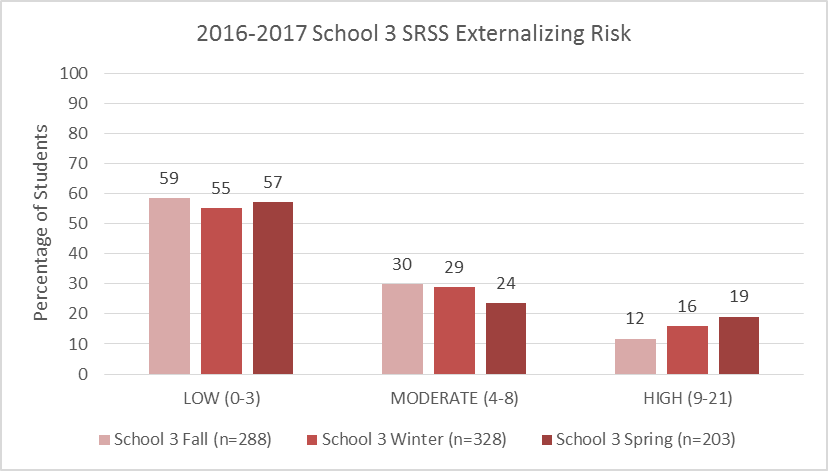 2016-2017 School 3 SRSS Externalizing Risk
Percentage of Students
100
90
80
70
60
50
40
30
20
10
0
59
55
57
30
29
24
12
16
19
LOW (0-3)
MODERATE (4-8)
HIGH (9-21)
School 3 Fall (n=288)
School 3 Winter (n=328)
School 3 Spring (n=203)